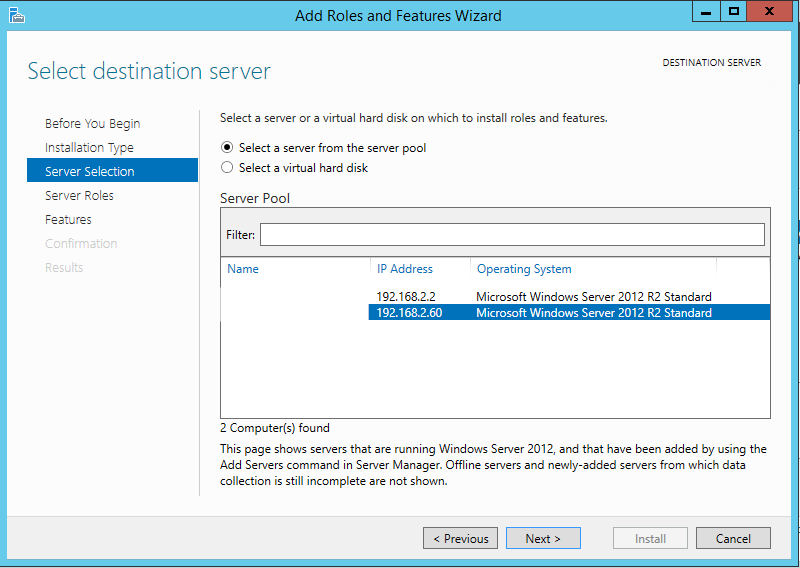 Add Roles and Features Wizard
Select destination server
DESTINATION SERVER
Before You Begin
Installation Type
Server Selection
Server Roles
Features
Confirmation
Results
Select a server or a virtual hard disk on which to install roles and features.
Select a server from the server pool
Select a virtual hard disk
Server Pool
Filter:
Name IP Address Operating System
192.168.2.2 Microsoft Windows Server 2012 R2 Standard
192.168.2.60 Microsoft Windows Server 2012 R2 Standard
2 Computer(s) found
This page shows servers that are running Windows Server 2012, and that have been added by using the
Add Servers command in Server Manager. Offline servers and newly-added servers from which data
collection is still incomplete are not shown.
< Previous Next > Install Cancel